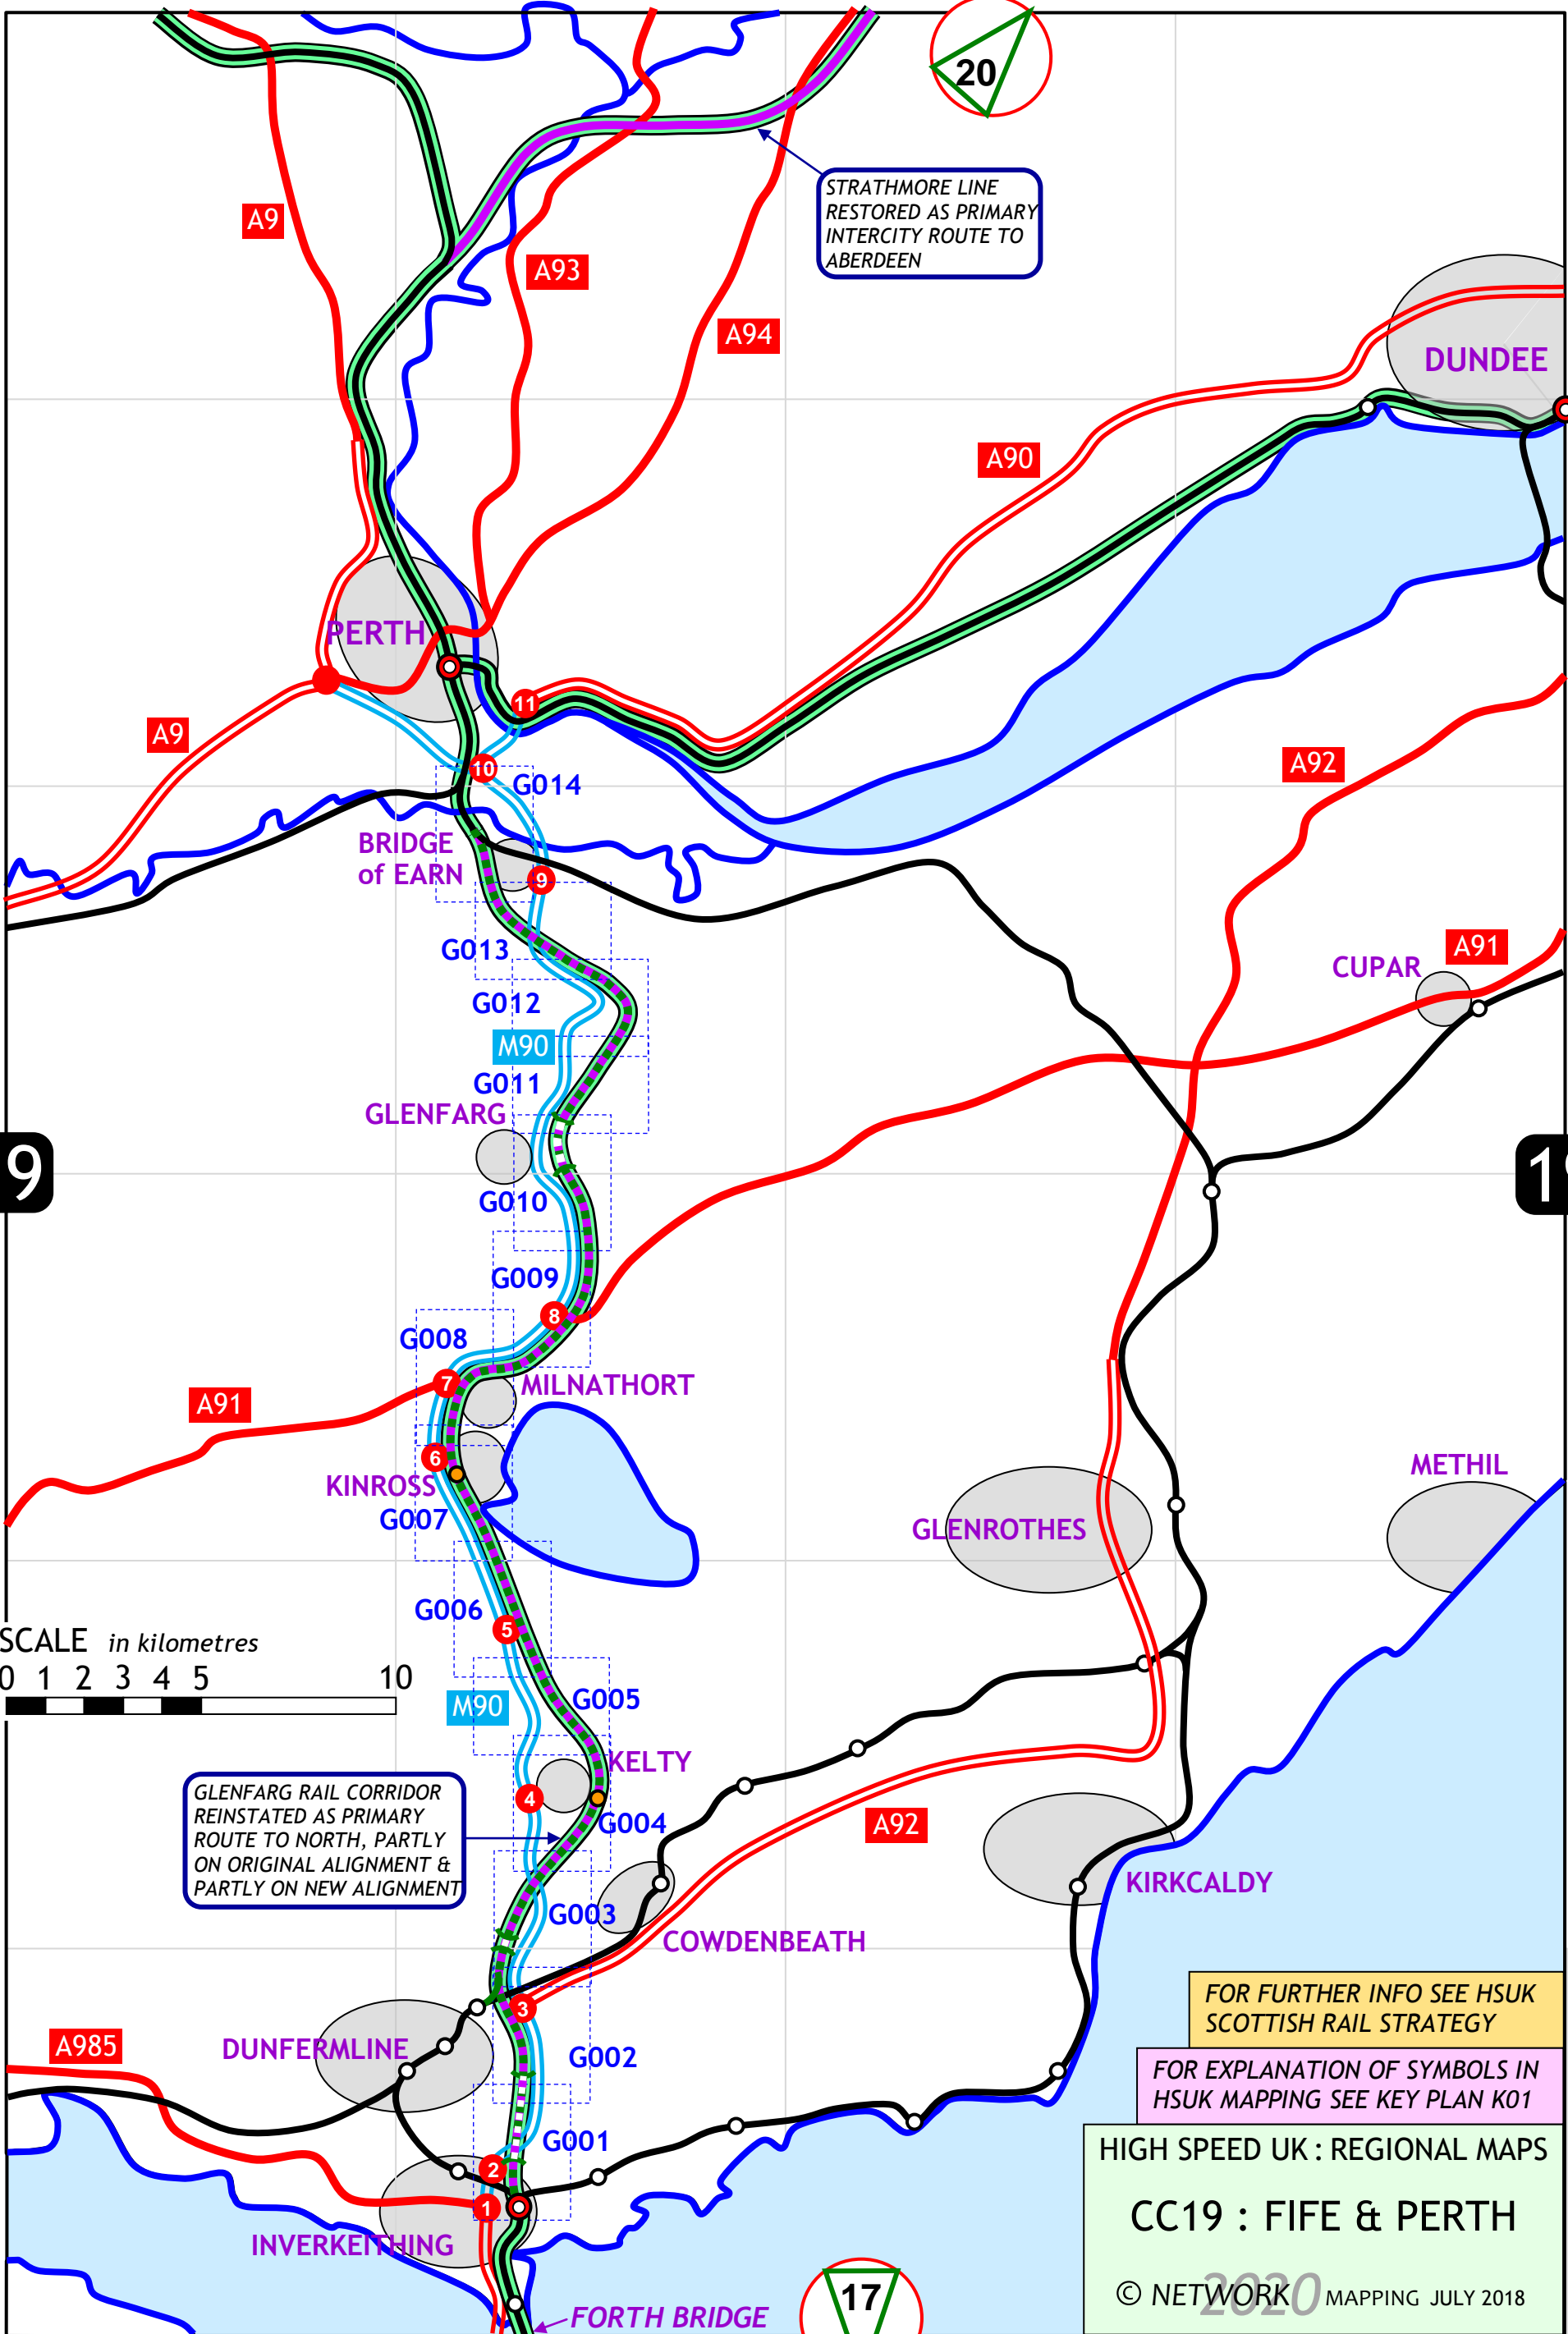 20
STRATHMORE LINE
RESTORED AS PRIMARY
INTERCITY ROUTE TO
ABERDEEN
A9
A93
A94
DUNDEE
A90
PERTH
11
A9
10
G014
A92
BRIDGE
of EARN
9
G013
A91
CUPAR
G012
M90
G011
GLENFARG
9
G010
G009
8
G008
7
MILNATHORT
A91
6
KINROSS
METHIL
G007
GLENROTHES
G006
5
SCALE in kilometres
0 1 2 3 4 5 10
M90
G005
KELTY
4
GLENFARG RAIL CORRIDOR
REINSTATED AS PRIMARY
ROUTE TO NORTH, PARTLY
ON ORIGINAL ALIGNMENT &
PARTLY ON NEW ALIGNMENT
G004
A92
KIRKCALDY
G003
COWDENBEATH
3
FOR FURTHER INFO SEE HSUK
SCOTTISH RAIL STRATEGY
A985
DUNFERMLINE
G002
FOR EXPLANATION OF SYMBOLS IN
HSUK MAPPING SEE KEY PLAN K01
G001
2
1
INVERKEITHING
HIGH SPEED UK : REGIONAL MAPS
CC19 : FIFE & PERTH
© NETWORK 2020 MAPPING JULY 2018
17
FORTH BRIDGE